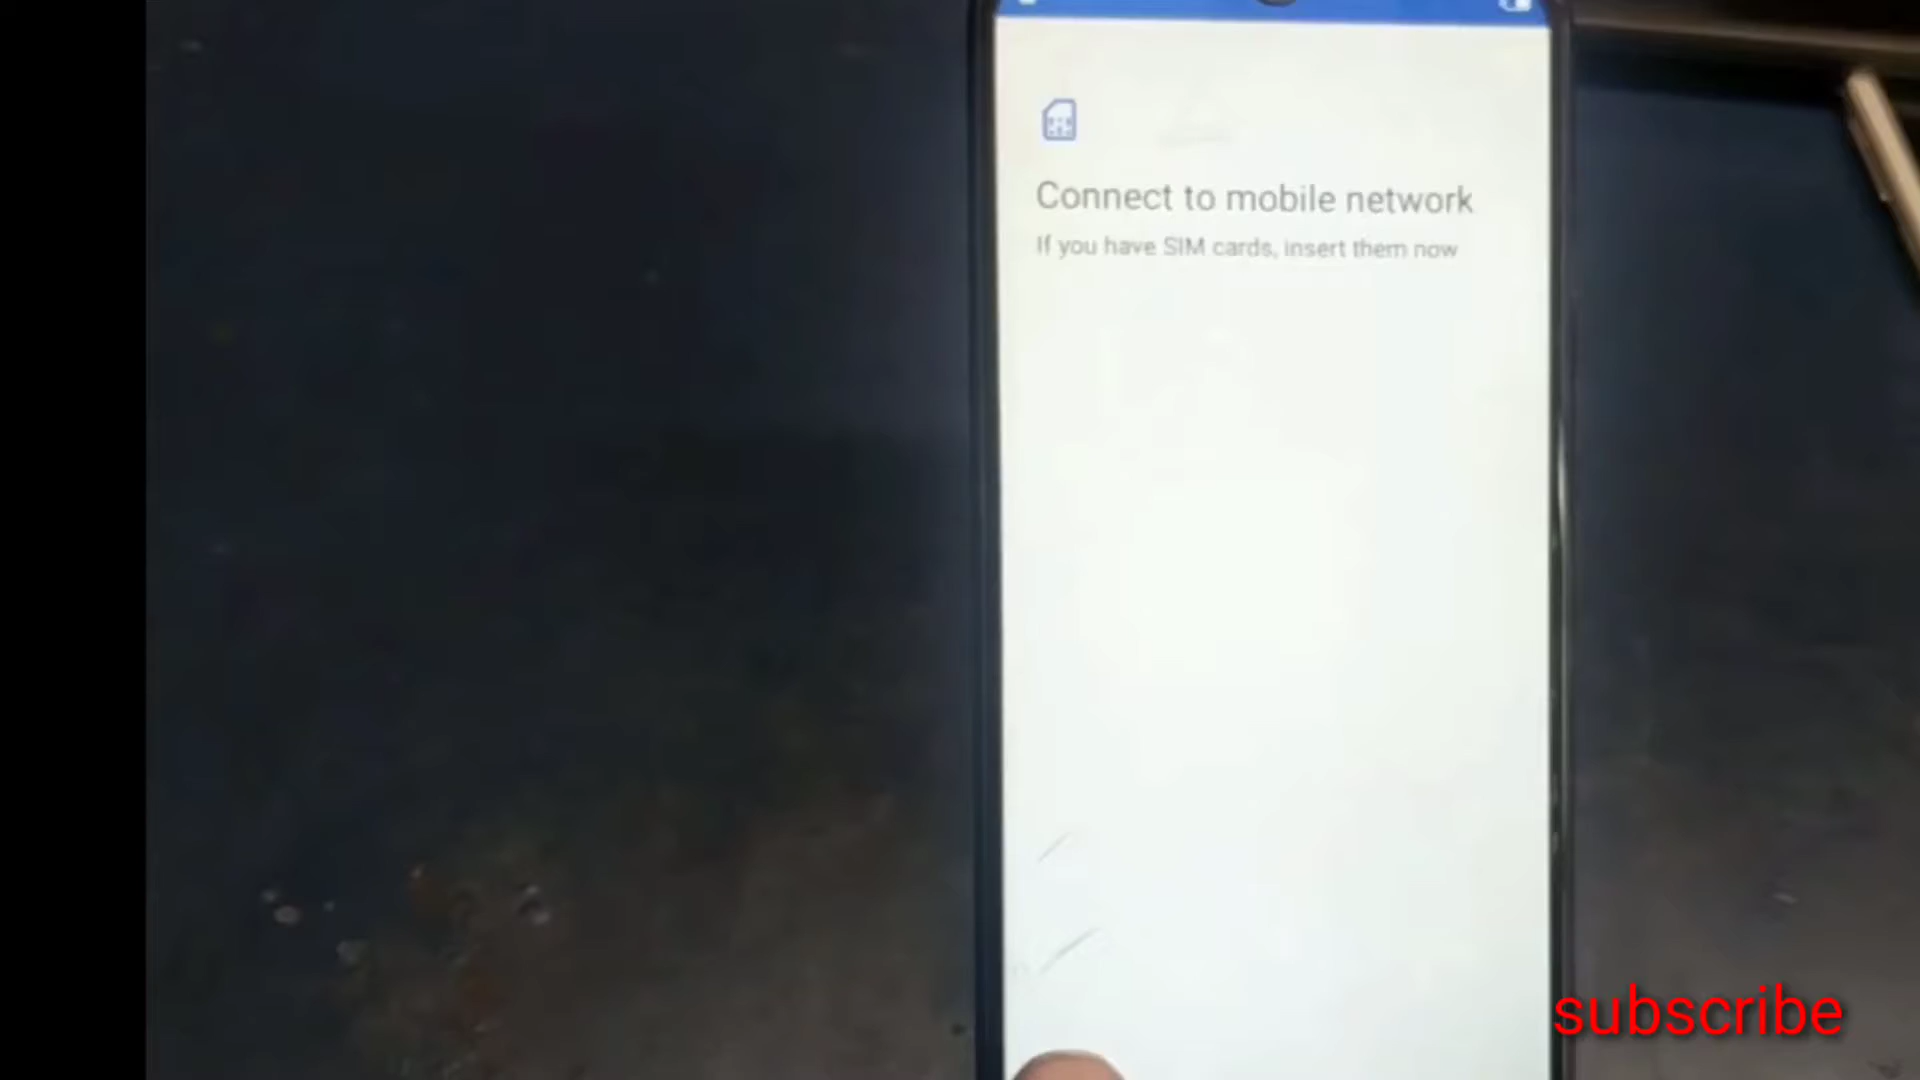 Connect to mobile network
If you have SIM cards, insert them now
subscribe